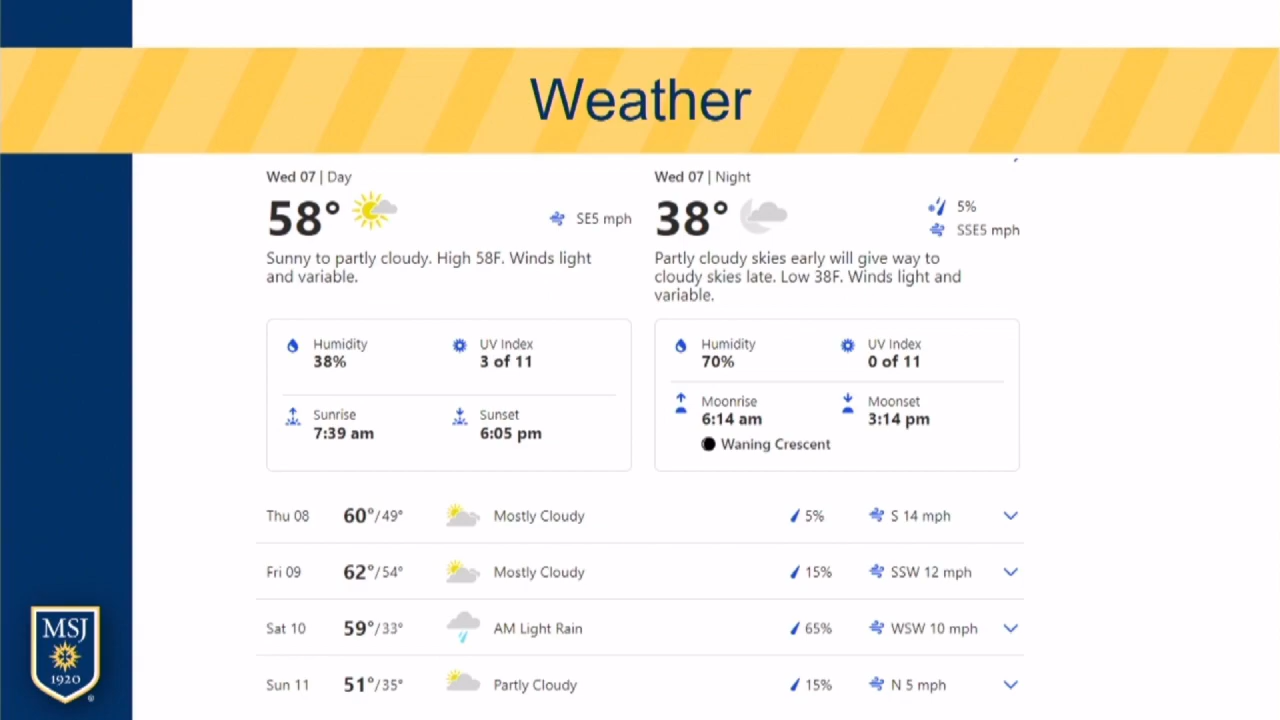 Weather
Wed 07 | Day
58°
SE5 mph
Sunny to partly cloudy. High 58F. Winds light
and variable.
Humidity
38%
UV Index
3 of 11
Sunrise
7:39 am
Sunset
6:05 pm
Wed 07 | Night
38°
5%
SSE5 mph
Partly cloudy skies early will give way to
cloudy skies late. Low 38F. Winds light and
variable.
Humidity
70%
UV Index
0 of 11
Moonrise
6:14 am
Moonset
3:14 pm
Waning Crescent
Thu 08 60°/49° Mostly Cloudy 5% S 14 mph
Fri 09 62°/54° Mostly Cloudy 15% SSW 12 mph
Sat 10 59°/33° AM Light Rain 65% WSW 10 mph
Sun 11 51°/35° Partly Cloudy 15% N 5 mph
MSJ
1920
®